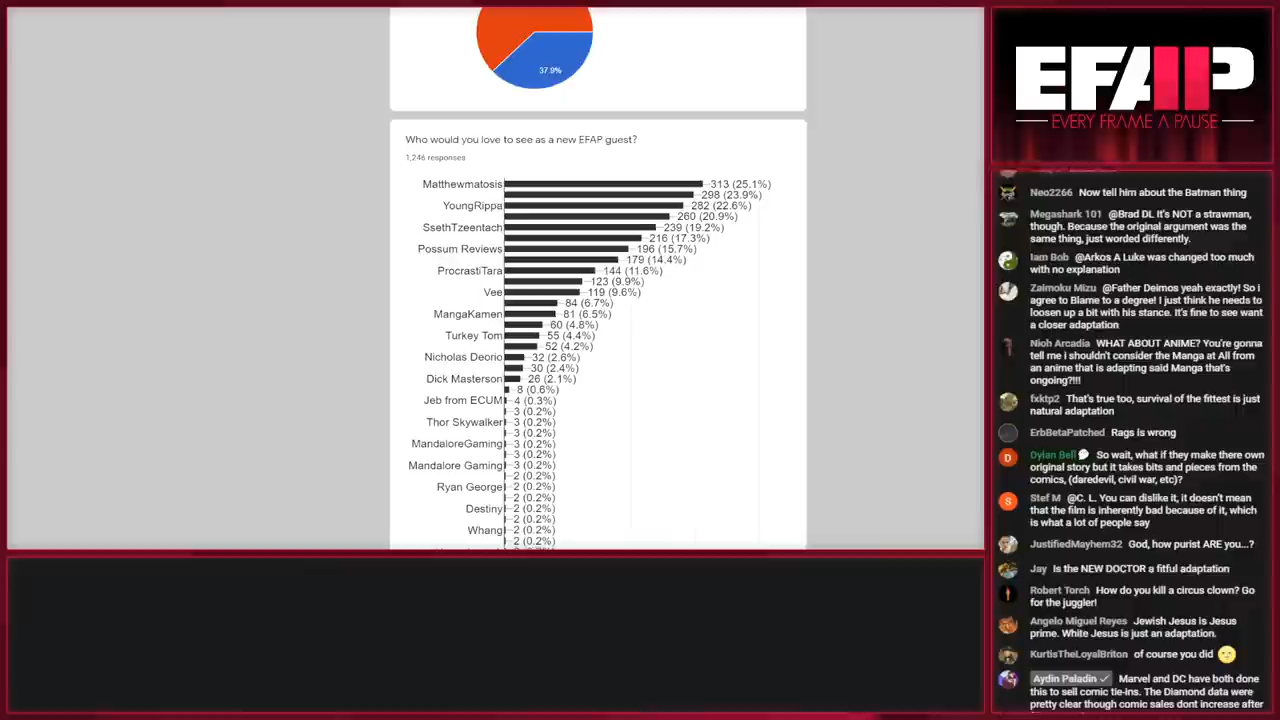 37.9%
Who would you love to see as a new EFAP guest?
1,246 responses
Matthewmatosis 313 (25.1%)
298 (23.9%)
YoungRippa 282 (22.6%)
260 (20.9%)
SsethTzeentach 239 (19.2%)
216 (17.3%)
Possum Reviews 196 (15.7%)
179 (14.4%)
ProcrastiTara 144 (11.6%)
123 (9.9%)
Vee 119 (9.6%)
84 (6.7%)
MangaKamen 81 (6.5%)
60 (4.8%)
Turkey Tom 55 (4.4%)
52 (4.2%)
Nicholas Deorio 32 (2.6%)
30 (2.4%)
Dick Masterson 26 (2.1%)
8 (0.6%)
Jeb from ECUM 4 (0.3%)
3 (0.2%)
Thor Skywalker 3 (0.2%)
3 (0.2%)
MandaloreGaming 3 (0.2%)
3 (0.2%)
Mandalore Gaming 3 (0.2%)
2 (0.2%)
Ryan George 2 (0.2%)
2 (0.2%)
Destiny 2 (0.2%)
2 (0.2%)
Whang 2 (0.2%)
2 (0.2%)
EFAP
EVERY FRAME A PAUSE
Neo2266 Now tell him about the Batman thing
Megashark 101 @Brad DL It's NOT a strawman,
though. Because the original argument was the
same thing, just worded differently.
Iam Bob @Arkos A Luke was changed too much
with no explanation
Zaimoku Mizu @Father Deimos yeah exactly! So i
agree to Blame to a degree! I just think he needs to
loosen up a bit with his stance. It's fine to see want
a closer adaptation
Nioh Arcadia WHAT ABOUT ANIME? You're gonna
tell me i shouldn't consider the Manga at All from
an anime that is adapting said Manga that's
ongoing?!!!
fxktp2 That's true too, survival of the fittest is just
natural adaptation
ErbBetaPatched Rags is wrong
D Dylan Bell So wait, what if they make there own
original story but it takes bits and pieces from the
comics, (daredevil, civil war, etc)?
S Stef M @C. L. You can dislike it, it doesn't mean
that the film is inherently bad because of it, which
is what a lot of people say
JustifiedMayhem32 God, how purist ARE you...?
Jay Is the NEW DOCTOR a fitful adaptation
Robert Torch How do you kill a circus clown? Go
for the juggler!
Angelo Miguel Reyes Jewish Jesus is Jesus
prime. White Jesus is just an adaptation.
KurtisTheLoyalBriton of course you did
Aydin Paladin Marvel and DC have both done
this to sell comic tie-ins. The Diamond data were
pretty clear though comic sales dont increase after